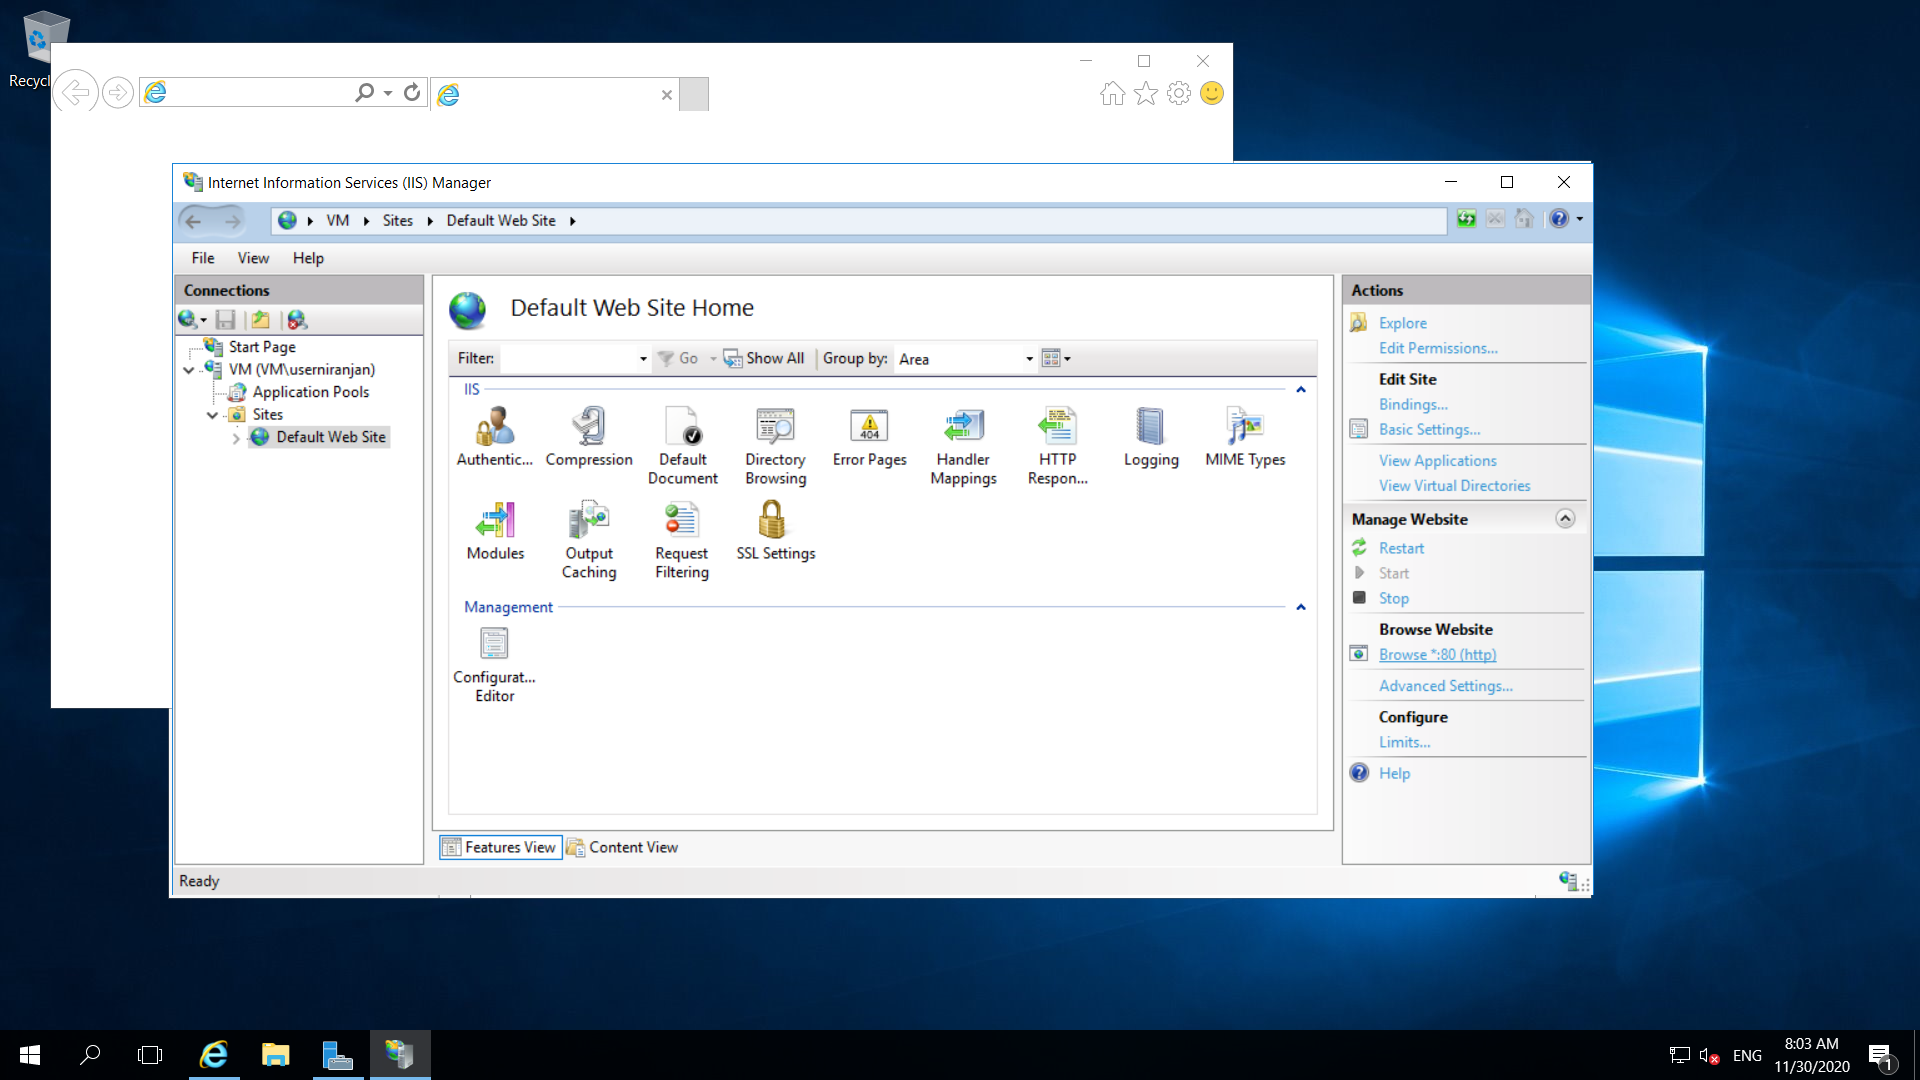 Recycl
Internet Information Services (IIS) Manager
VM Sites Default Web Site
File View Help
Connections
Start Page
VM (VM\userniranjan)
Application Pools
Sites
Default Web Site
Default Web Site Home
Filter: Go Show All Group by: Area
IIS
Authentic... Compression Default Document Directory Browsing Error Pages Handler Mappings HTTP Respon... Logging MIME Types
404
Modules Output Caching Request Filtering SSL Settings
Management
Configurat... Editor
Features View Content View
Ready
Actions
Explore
Edit Permissions...
Edit Site
Bindings...
Basic Settings...
View Applications
View Virtual Directories
Manage Website
Restart
Start
Stop
Browse Website
Browse *:80 (http)
Advanced Settings...
Configure
Limits...
Help
ENG
8:03 AM
11/30/2020
1